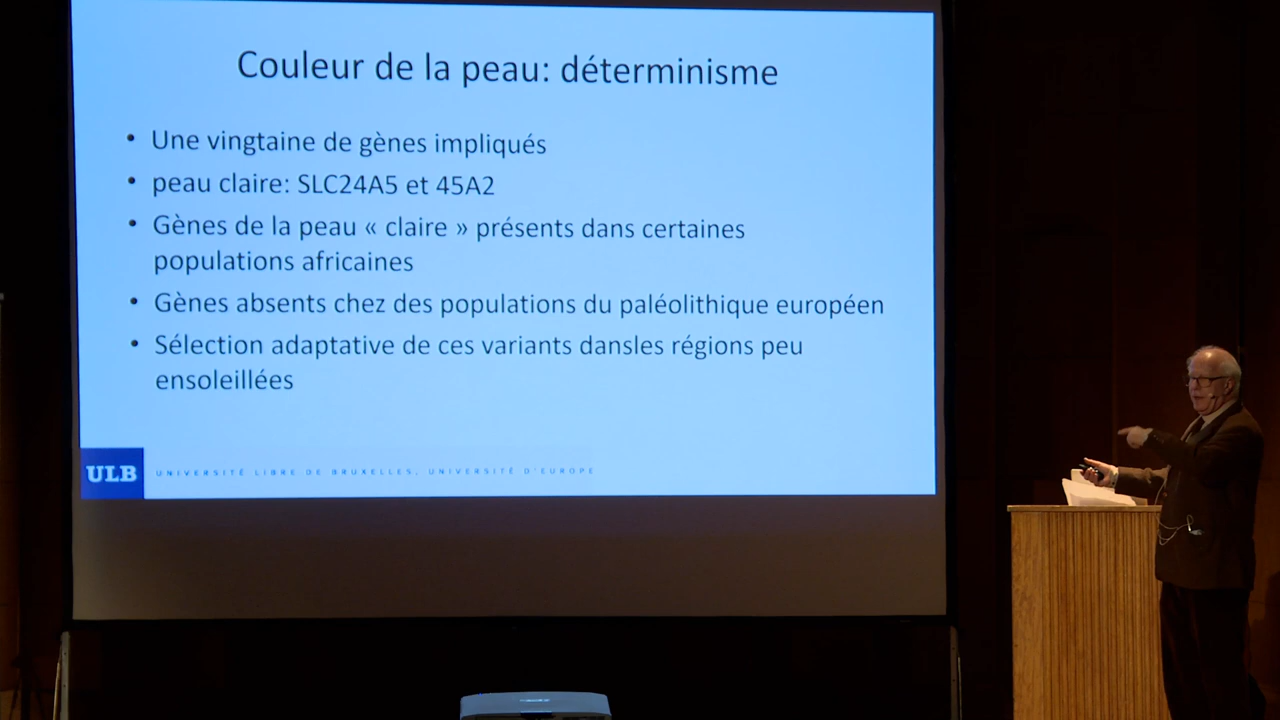 Couleur de la peau: déterminisme
• Une vingtaine de gènes impliqués
• peau claire: SLC24A5 et 45A2
• Gènes de la peau « claire » présents dans certaines
populations africaines
• Gènes absents chez des populations du paléolithique européen
• Sélection adaptative de ces variants dansles régions peu
ensoleillées
ULB UNIVERSITÉ LIBRE DE BRUXELLES, UNIVERSITÉ D'EUROPE